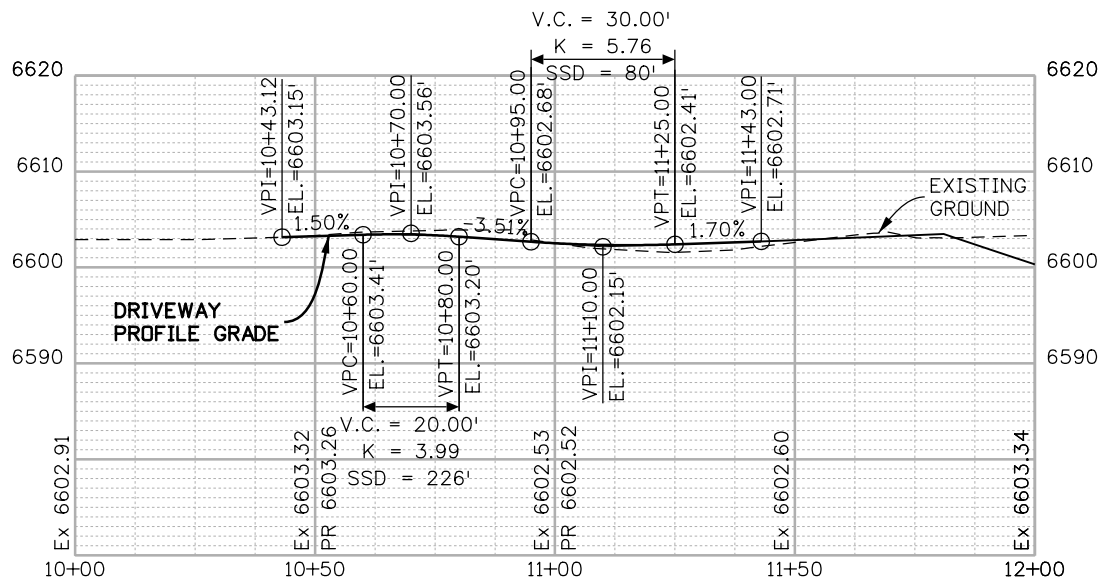 V.C. = 30.00'
K = 5.76
SSD = 80'
6620
6620
VPI=10+43.12
EL.=6603.15'
VPI=10+70.00
EL.=6603.56'
VPC=10+95.00
EL.=6602.68'
VPT=11+25.00
EL.=6602.41'
VPI=11+43.00
EL.=6602.71'
6610
6610
EXISTING
GROUND
1.50%
-3.51%
1.70%
6600
6600
DRIVEWAY
PROFILE GRADE
VPC=10+60.00
EL.=6603.41'
VPT=10+80.00
EL.=6603.20'
VPI=11+10.00
EL.=6602.15'
6590
6590
V.C. = 20.00'
K = 3.99
SSD = 226'
Ex 6602.91
Ex 6603.32
PR 6603.26
Ex 6602.53
PR 6602.52
Ex 6602.60
Ex 6603.34
10+00
10+50
11+00
11+50
12+00